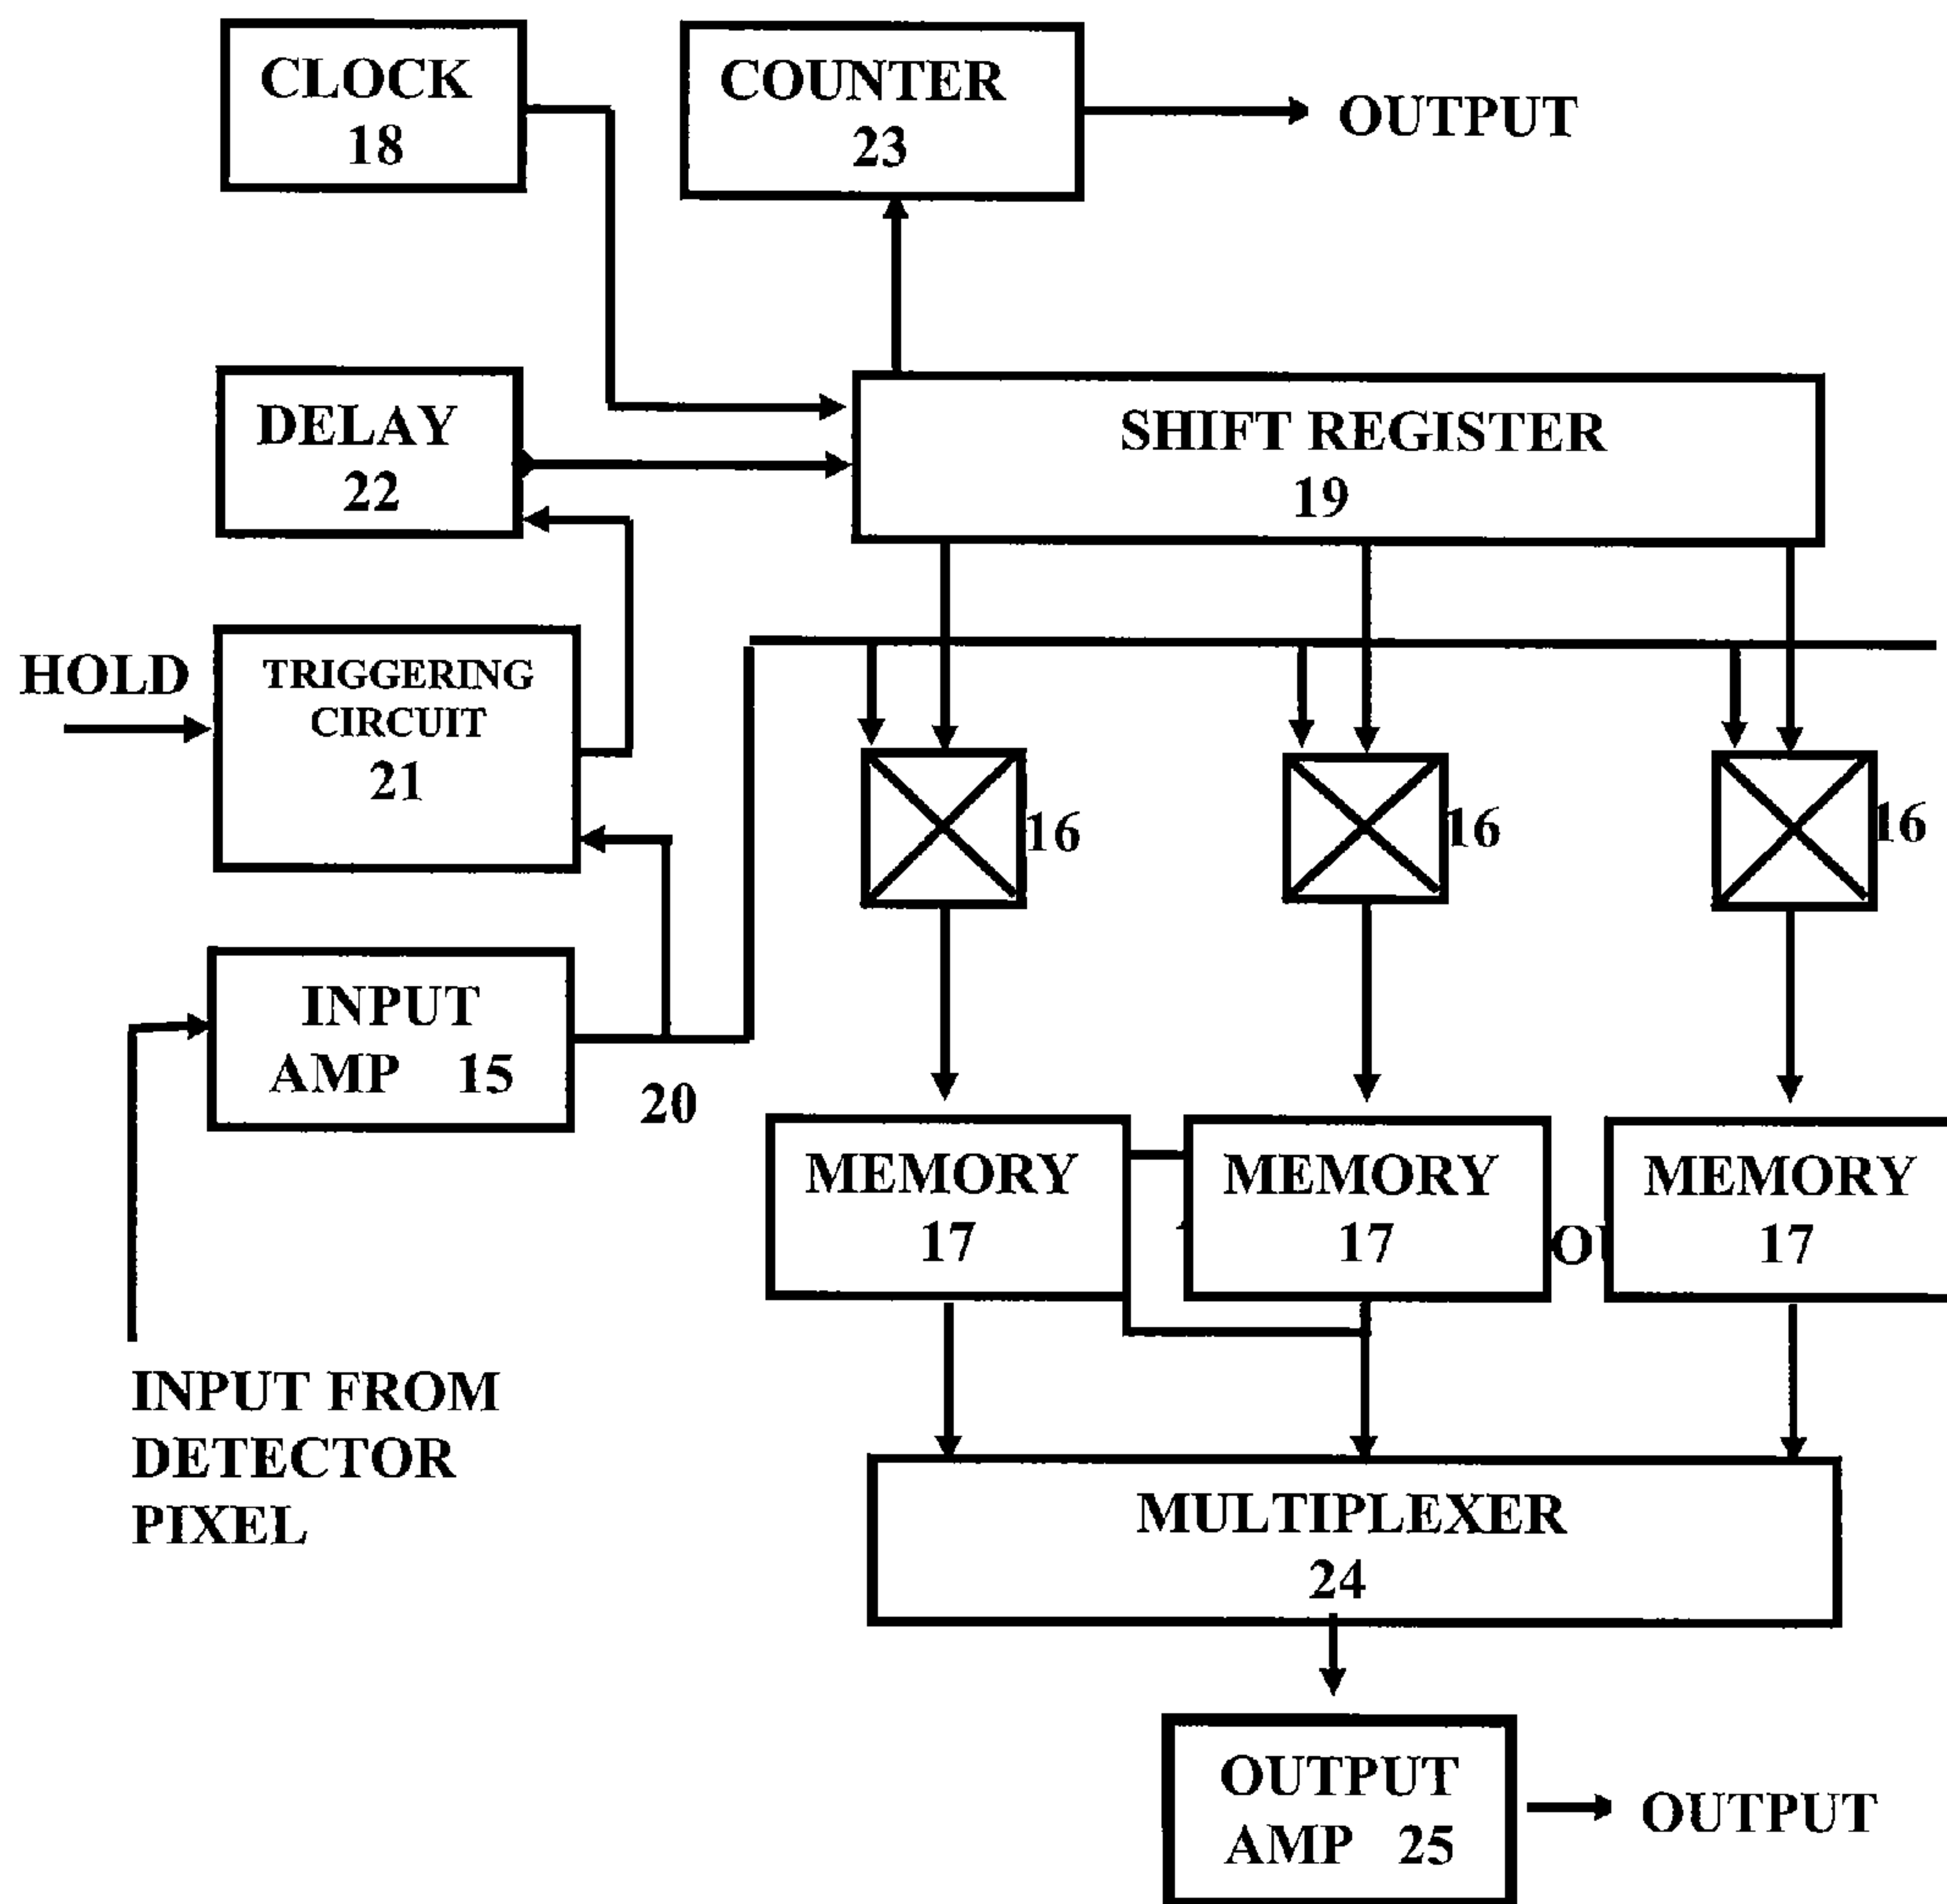 CLOCK
18
COUNTER
23
OUTPUT
DELAY
22
SHIFT REGISTER
19
HOLD
TRIGGERING
CIRCUIT
21
16
16
16
INPUT
AMP 15
20
MEMORY
17
MEMORY
17
MEMORY
17
INPUT FROM
DETECTOR
PIXEL
MULTIPLEXER
24
OUTPUT
AMP 25
OUTPUT